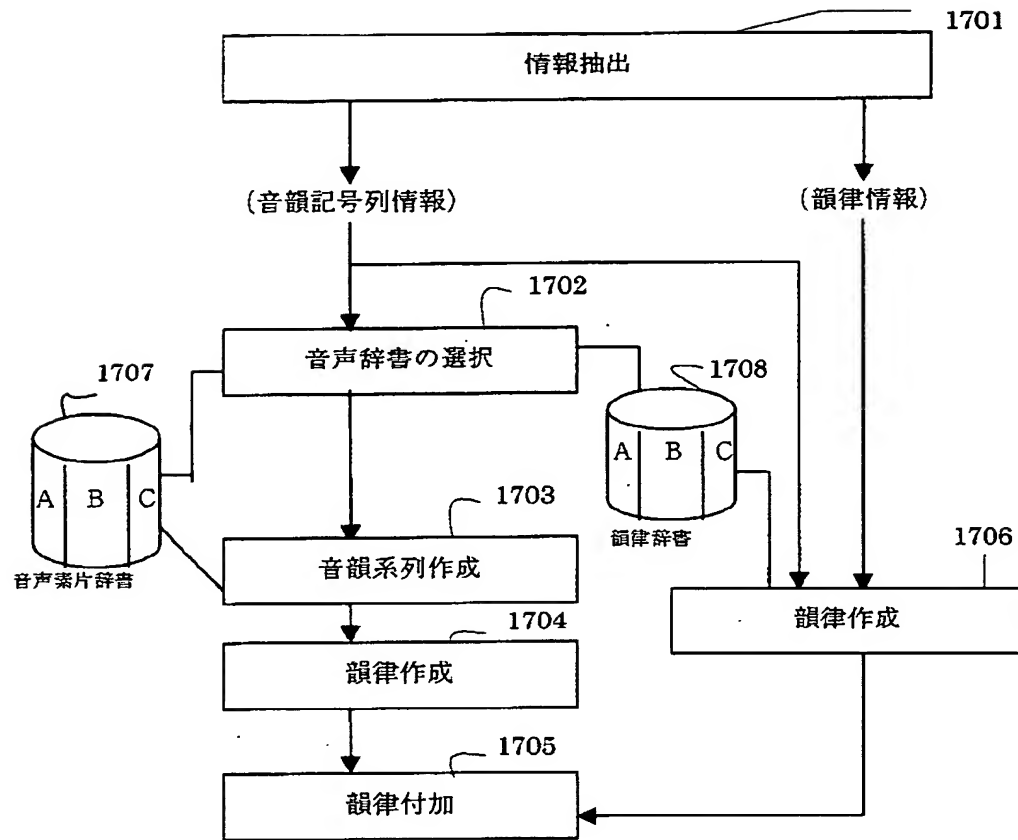 1701
情報抽出
(音韻記号列情報)
(韻律情報)
1702
音声辞書の選択
1707
A B C
音声素片辞書
1708
A B C
韻律辞書
1703
音韻系列作成
1706
韻律作成
1704
韻律作成
1705
韻律付加